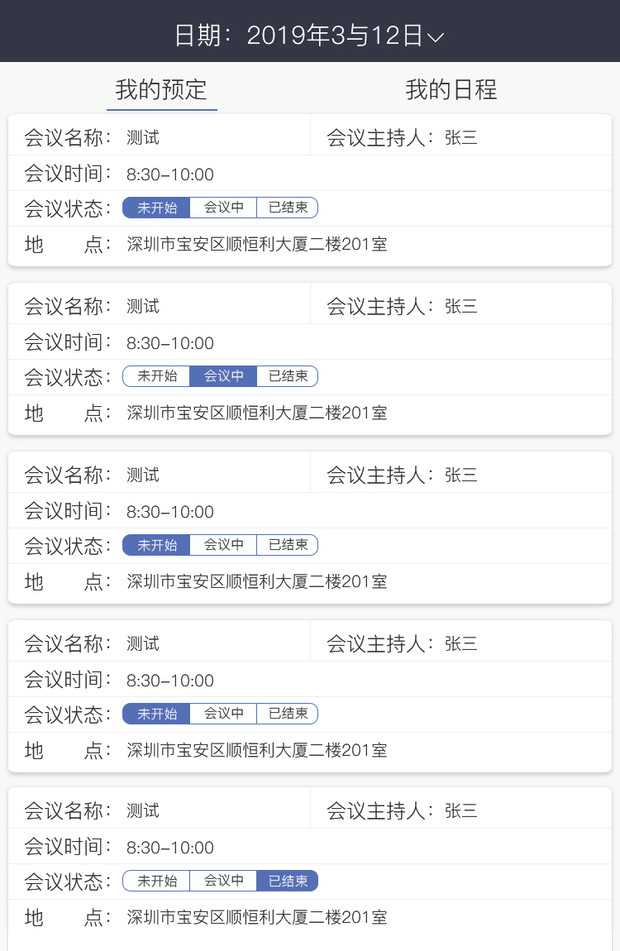 日期：2019年3与12日
我的预定 我的日程
会议名称： 测试 会议主持人： 张三
会议时间： 8:30-10:00
会议状态： 未开始 会议中 已结束
地 点： 深圳市宝安区顺恒利大厦二楼201室
会议名称： 测试 会议主持人： 张三
会议时间： 8:30-10:00
会议状态： 未开始 会议中 已结束
地 点： 深圳市宝安区顺恒利大厦二楼201室
会议名称： 测试 会议主持人： 张三
会议时间： 8:30-10:00
会议状态： 未开始 会议中 已结束
地 点： 深圳市宝安区顺恒利大厦二楼201室
会议名称： 测试 会议主持人： 张三
会议时间： 8:30-10:00
会议状态： 未开始 会议中 已结束
地 点： 深圳市宝安区顺恒利大厦二楼201室
会议名称： 测试 会议主持人： 张三
会议时间： 8:30-10:00
会议状态： 未开始 会议中 已结束
地 点： 深圳市宝安区顺恒利大厦二楼201室